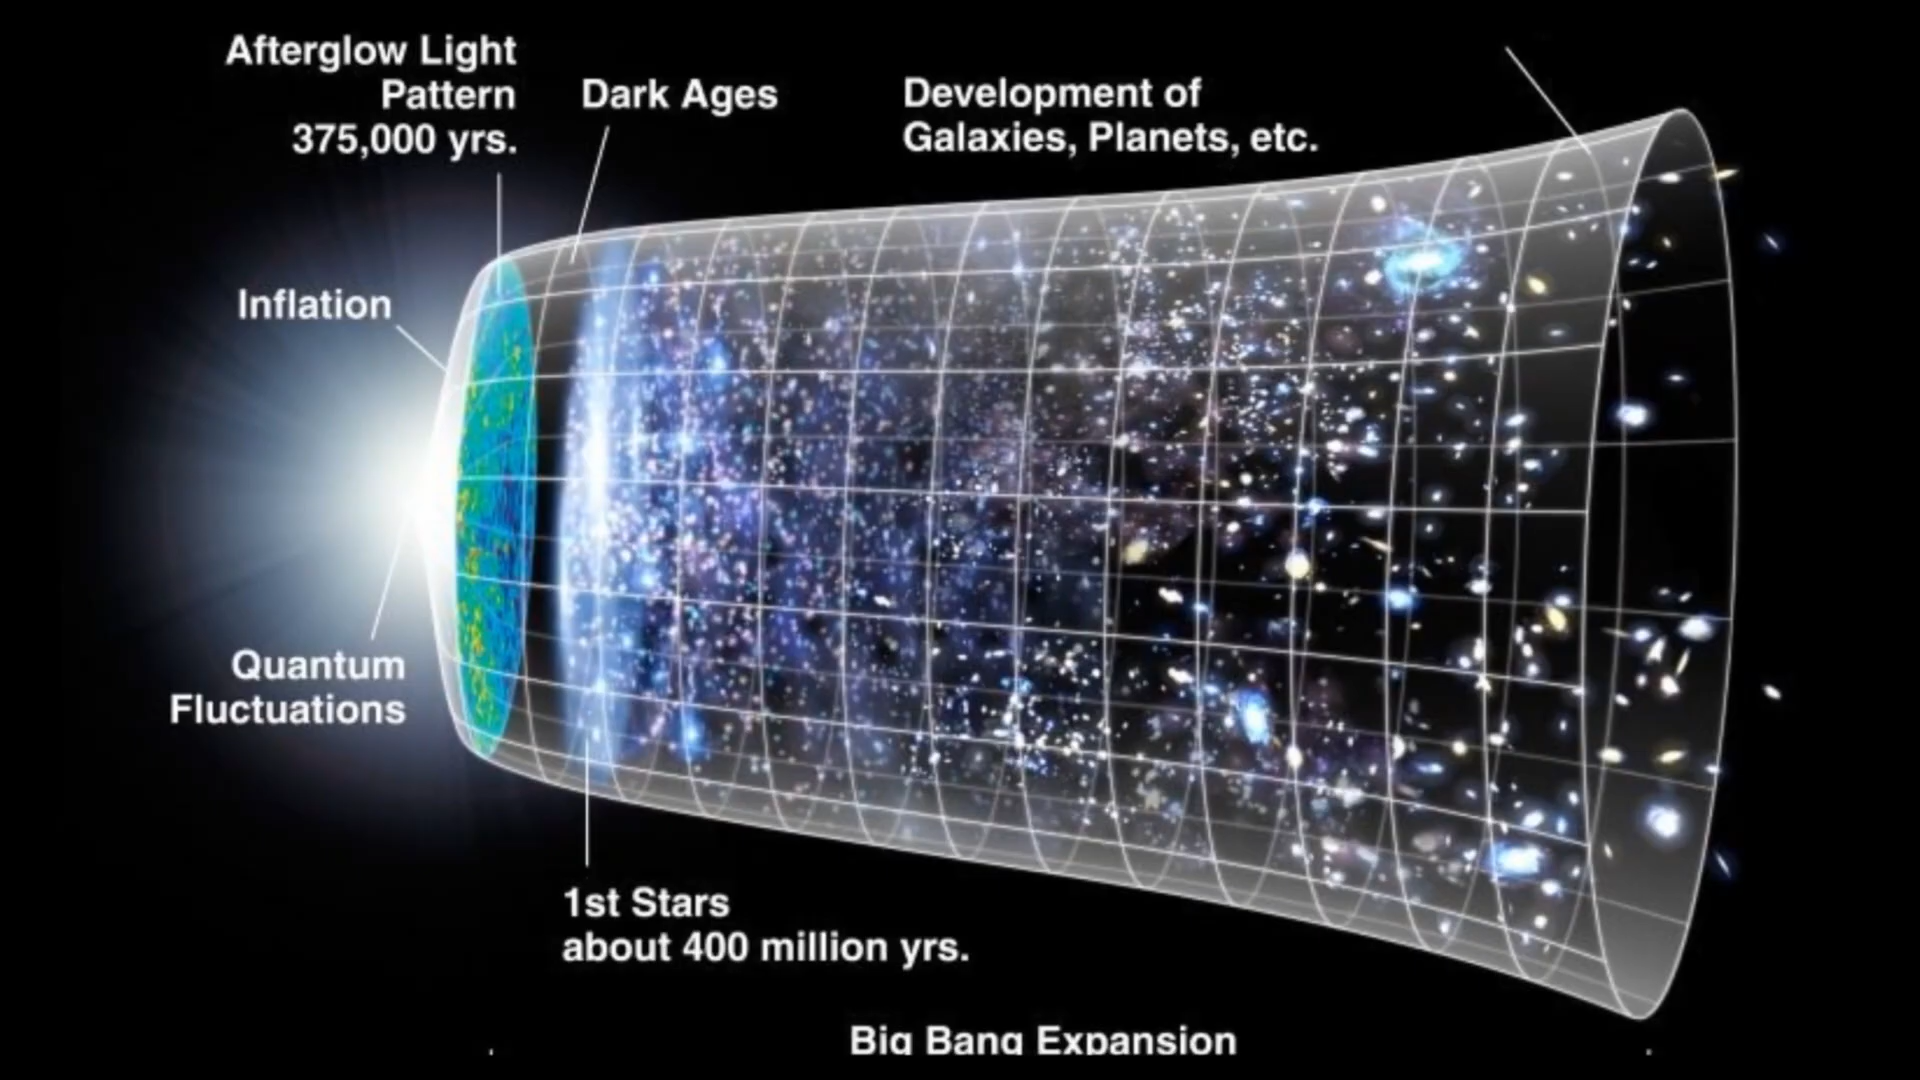 Afterglow Light
Pattern
375,000 yrs.
Dark Ages
Development of
Galaxies, Planets, etc.
Inflation
Quantum
Fluctuations
1st Stars
about 400 million yrs.
Big Bang Expansion